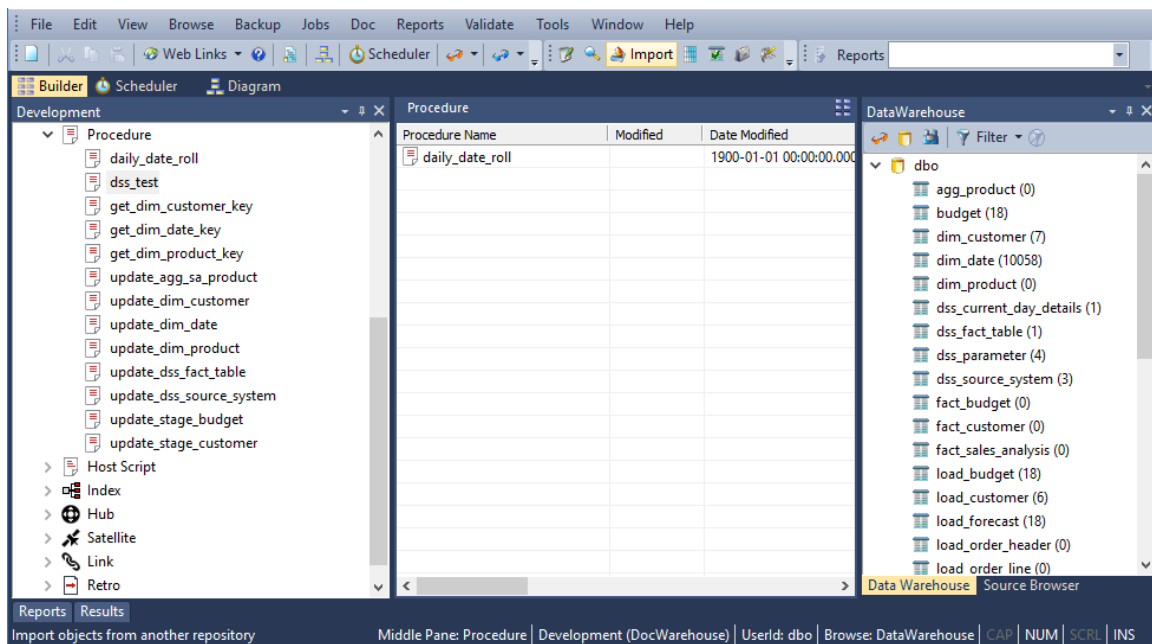 File Edit View Browse Backup Jobs Doc Reports Validate Tools Window Help
Web Links Scheduler Import Reports
Builder Scheduler Diagram
Development
Procedure
daily_date_roll
dss_test
get_dim_customer_key
get_dim_date_key
get_dim_product_key
update_agg_sa_product
update_dim_customer
update_dim_date
update_dim_product
update_dss_fact_table
update_dss_source_system
update_stage_budget
update_stage_customer
Host Script
Index
Hub
Satellite
Link
Retro
Procedure
Procedure Name Modified Date Modified
daily_date_roll 1900-01-01 00:00:00.000
DataWarehouse
Filter
dbo
agg_product (0)
budget (18)
dim_customer (7)
dim_date (10058)
dim_product (0)
dss_current_day_details (1)
dss_fact_table (1)
dss_parameter (4)
dss_source_system (3)
fact_budget (0)
fact_customer (0)
fact_sales_analysis (0)
load_budget (18)
load_customer (6)
load_forecast (18)
load_order_header (0)
load_order_line (0)
Data Warehouse Source Browser
Reports Results
Import objects from another repository Middle Pane: Procedure Development (DocWarehouse) UserId: dbo Browse: DataWarehouse CAP NUM SCRL INS